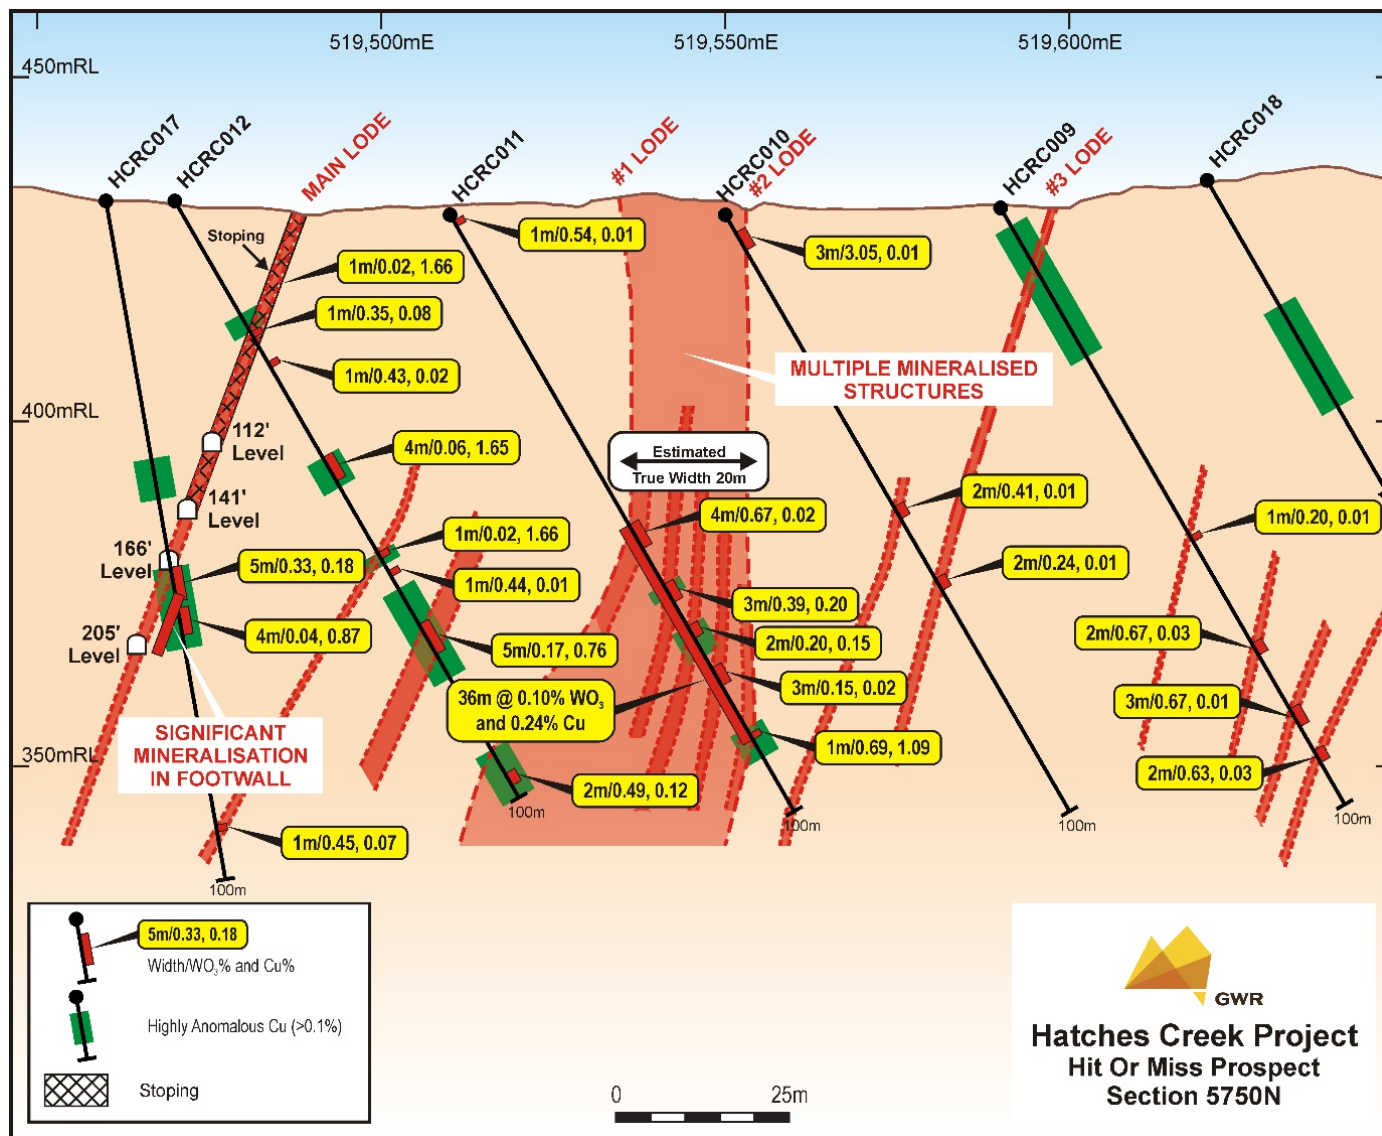 519,500mE
519,550mE
519,600mE
450mRL
HCRC017
HCRC012
MAIN LODE
HCRC011
#1 LODE
HCRC010
#2 LODE
HCRC009
#3 LODE
HCRC018
Stoping
1m/0.54, 0.01
3m/3.05, 0.01
1m/0.02, 1.66
1m/0.35, 0.08
1m/0.43, 0.02
MULTIPLE MINERALISED
STRUCTURES
400mRL
112'
Level
4m/0.06, 1.65
Estimated
True Width 20m
141'
Level
2m/0.41, 0.01
4m/0.67, 0.02
1m/0.20, 0.01
1m/0.02, 1.66
166'
Level
5m/0.33, 0.18
1m/0.44, 0.01
2m/0.24, 0.01
3m/0.39, 0.20
205'
Level
4m/0.04, 0.87
5m/0.17, 0.76
2m/0.20, 0.15
2m/0.67, 0.03
36m @ 0.10% WO₃
and 0.24% Cu
3m/0.15, 0.02
3m/0.67, 0.01
SIGNIFICANT
MINERALISATION
IN FOOTWALL
1m/0.69, 1.09
350mRL
2m/0.63, 0.03
2m/0.49, 0.12
100m
100m
100m
100m
1m/0.45, 0.07
100m
5m/0.33, 0.18
Width/WO₃% and Cu%
Highly Anomalous Cu (>0.1%)
Stoping
0
25m
GWR
Hatches Creek Project
Hit Or Miss Prospect
Section 5750N